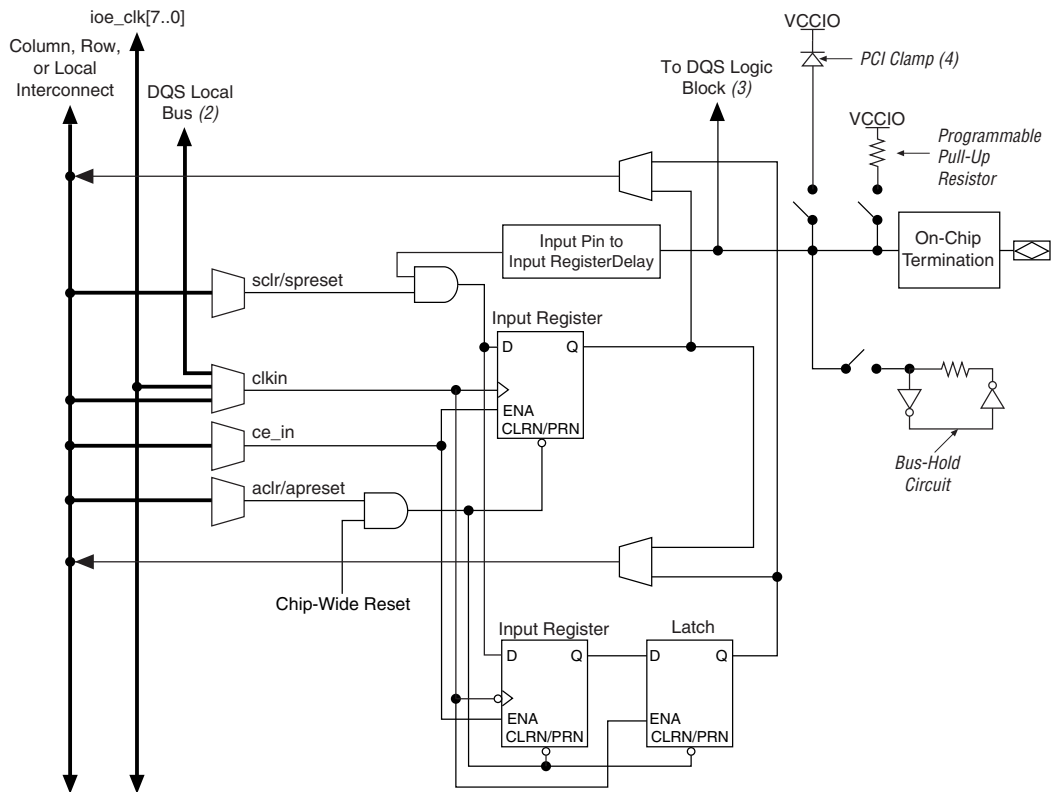 ioe_clk[7..0]
Column, Row,
or Local
Interconnect
DQS Local
Bus (2)
To DQS Logic
Block (3)
VCCIO
PCI Clamp (4)
VCCIO
Programmable
Pull-Up
Resistor
Input Pin to
Input RegisterDelay
On-Chip
Termination
sclr/spreset
Input Register
D
Q
ENA
CLRN/PRN
clkin
ce_in
aclr/apreset
Bus-Hold
Circuit
Chip-Wide Reset
Input Register
D
Q
ENA
CLRN/PRN
Latch
D
Q
ENA
CLRN/PRN